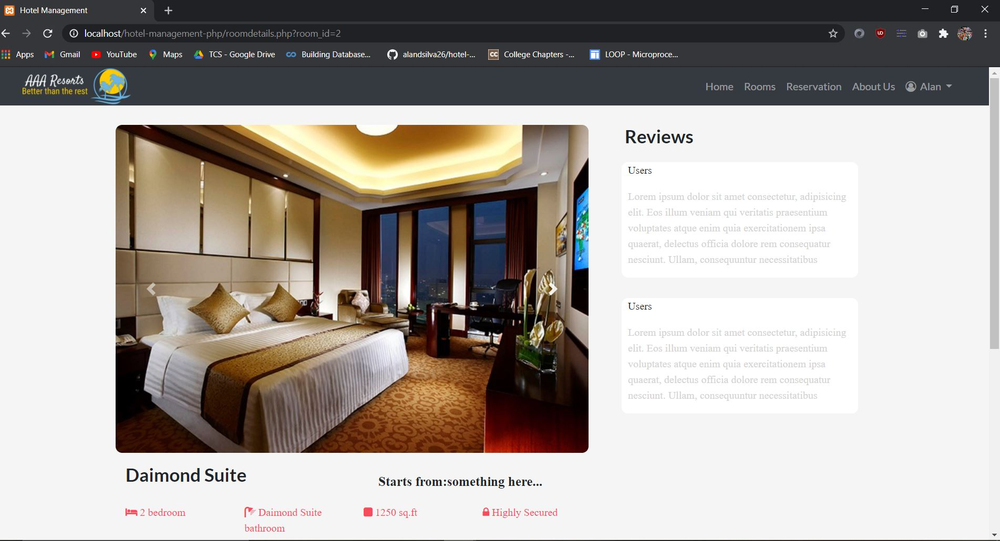 Hotel Management
localhost/hotel-management-php/roomdetails.php?room_id=2
Apps Gmail YouTube Maps TCS - Google Drive Building Database... alandsilva26/hotel-... College Chapters -... LOOP - Microproce...
AAA Resorts
Better than the rest
Home Rooms Reservation About Us Alan
Reviews
Users
Lorem ipsum dolor sit amet consectetur, adipisicing
elit. Eos illum veniam qui veritatis praesentium
voluptates atque enim quia exercitationem ipsa
quaerat, delectus officia dolore rem consequatur
nesciunt. Ullam, consequuntur necessitatibus
Users
Lorem ipsum dolor sit amet consectetur, adipisicing
elit. Eos illum veniam qui veritatis praesentium
voluptates atque enim quia exercitationem ipsa
quaerat, delectus officia dolore rem consequatur
nesciunt. Ullam, consequuntur necessitatibus
Daimond Suite
Starts from:something here...
2 bedroom
Daimond Suite
bathroom
1250 sq.ft
Highly Secured